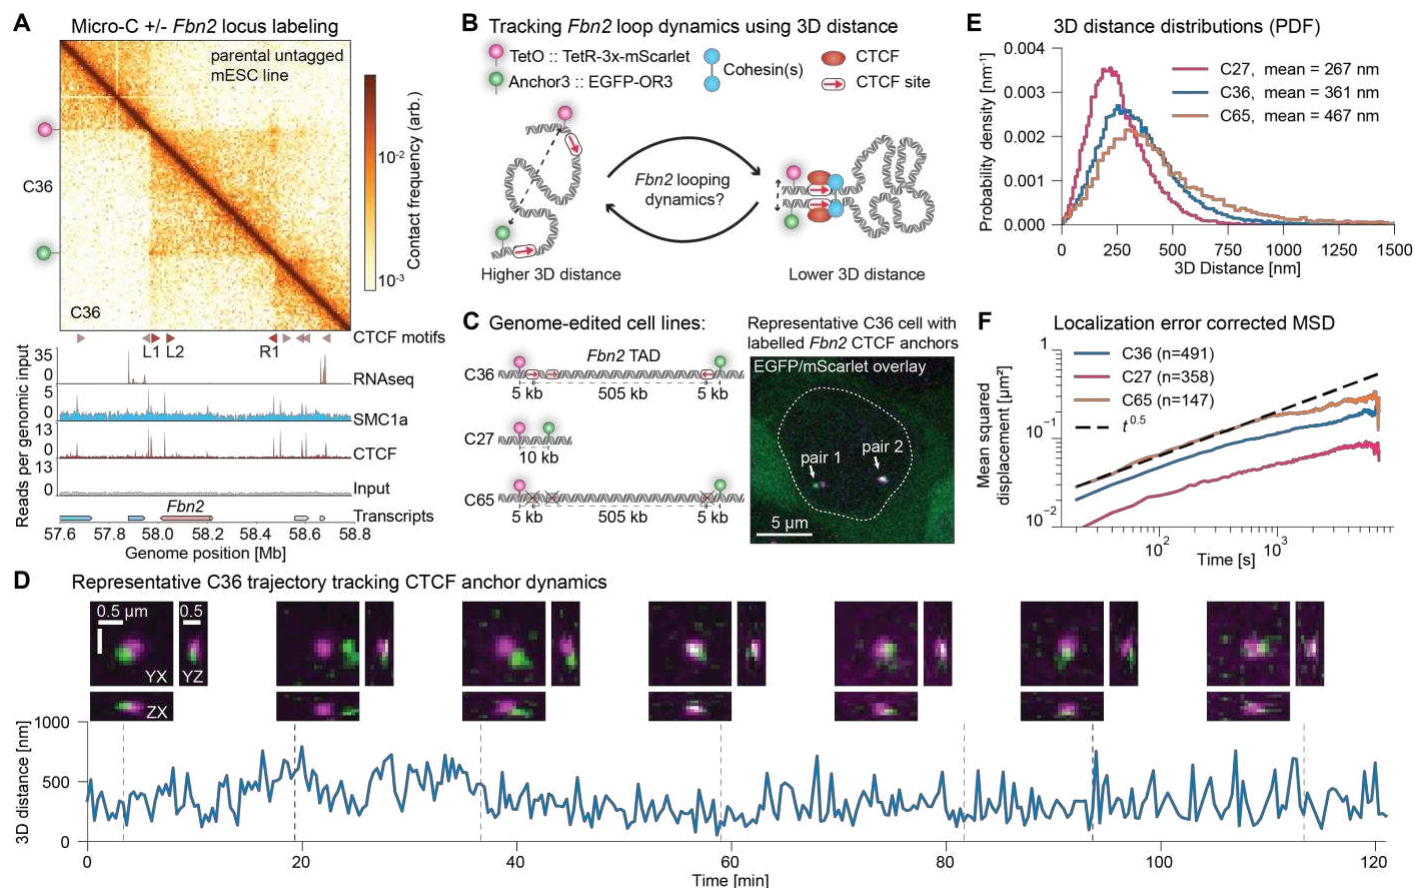 A Micro-C +/- Fbn2 locus labeling
parental untagged
mESC line
C36
C36
Contact frequency (arb.)
10⁻²
10⁻³
CTCF motifs
L1 L2 R1
Reads per genomic input
35
0
RNAseq
5
0
SMC1a
13
0
CTCF
13
0
Input
Fbn2
Transcripts
57.6 57.8 58.0 58.2 58.4 58.6 58.8
Genome position [Mb]
B Tracking Fbn2 loop dynamics using 3D distance
TetO :: TetR-3x-mScarlet
Anchor3 :: EGFP-OR3
Cohesin(s)
CTCF
CTCF site
Fbn2 looping
dynamics?
Higher 3D distance
Lower 3D distance
C Genome-edited cell lines:
Fbn2 TAD
C36
5 kb 505 kb 5 kb
C27
10 kb
C65
5 kb 505 kb 5 kb
Representative C36 cell with
labelled Fbn2 CTCF anchors
EGFP/mScarlet overlay
pair 1
pair 2
5 µm
D Representative C36 trajectory tracking CTCF anchor dynamics
0.5 µm
0.5
YX
YZ
ZX
3D distance [nm]
1000
500
0
0 20 40 60 80 100 120
Time [min]
E 3D distance distributions (PDF)
Probability density [nm⁻¹]
0.004
0.003
0.002
0.001
0.000
C27, mean = 267 nm
C36, mean = 361 nm
C65, mean = 467 nm
0 250 500 750 1000 1250 1500
3D Distance [nm]
F Localization error corrected MSD
Mean squared
displacement [µm²]
1
10⁻¹
10⁻²
C36 (n=491)
C27 (n=358)
C65 (n=147)
t⁰·⁵
10² 10³ 10⁴
Time [s]